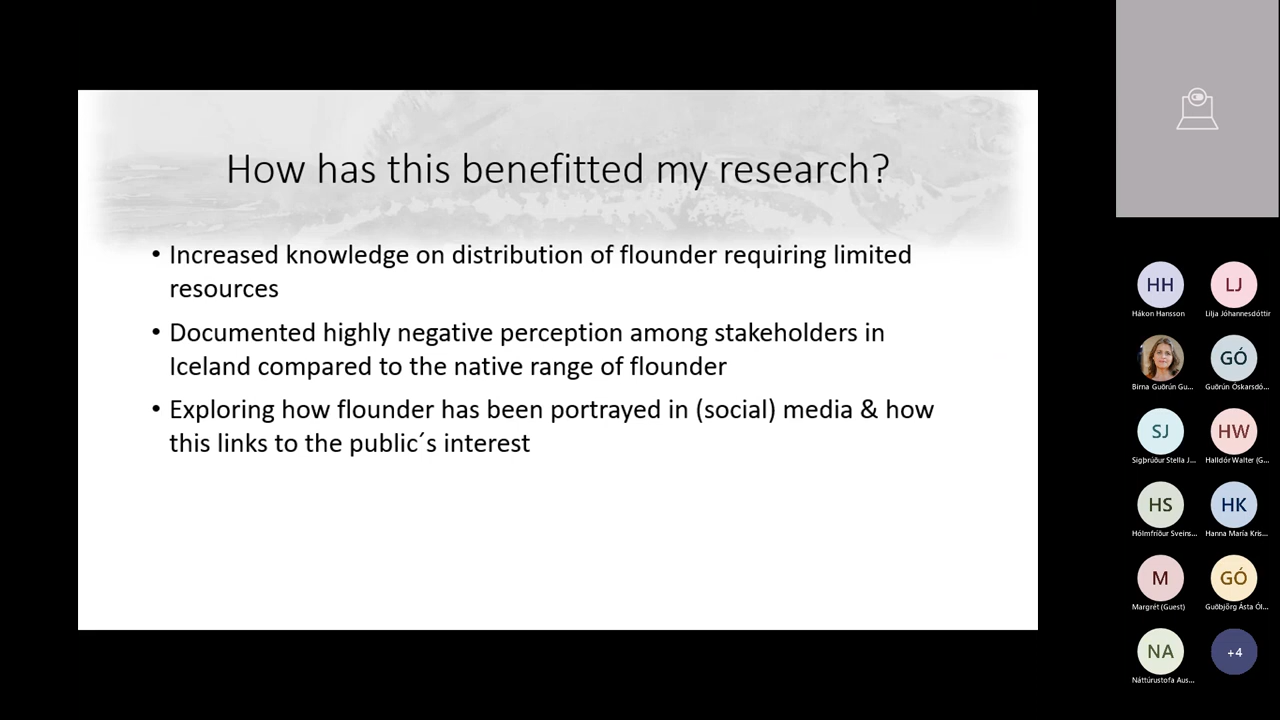 How has this benefitted my research?
• Increased knowledge on distribution of flounder requiring limited
resources
• Documented highly negative perception among stakeholders in
Iceland compared to the native range of flounder
• Exploring how flounder has been portrayed in (social) media & how
this links to the public´s interest
HH
LJ
Hákon Hansson
Lilja Jóhannesdóttir
GÓ
Birna Guðrún Gu...
Guðrún Óskarsdó...
SJ
HW
Sigþrúður Stella J...
Halldór Walter (G...
HS
HK
Hólmfríður Sveins...
Hanna María Kris...
M
GÓ
Margrét (Guest)
Guðbjörg Ásta Ól...
NA
+4
Náttúrustofa Aus...